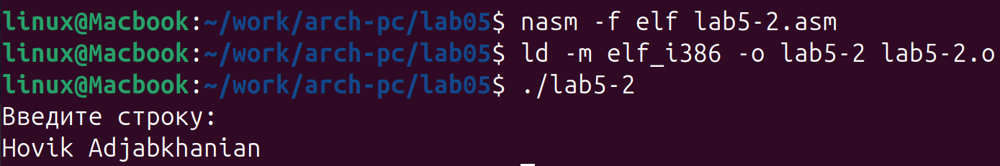 linux@Macbook:~/work/arch-pc/lab05$ nasm -f elf lab5-2.asm
linux@Macbook:~/work/arch-pc/lab05$ ld -m elf_i386 -o lab5-2 lab5-2.o
linux@Macbook:~/work/arch-pc/lab05$ ./lab5-2
Введите строку:
Hovik Adjabkhanian